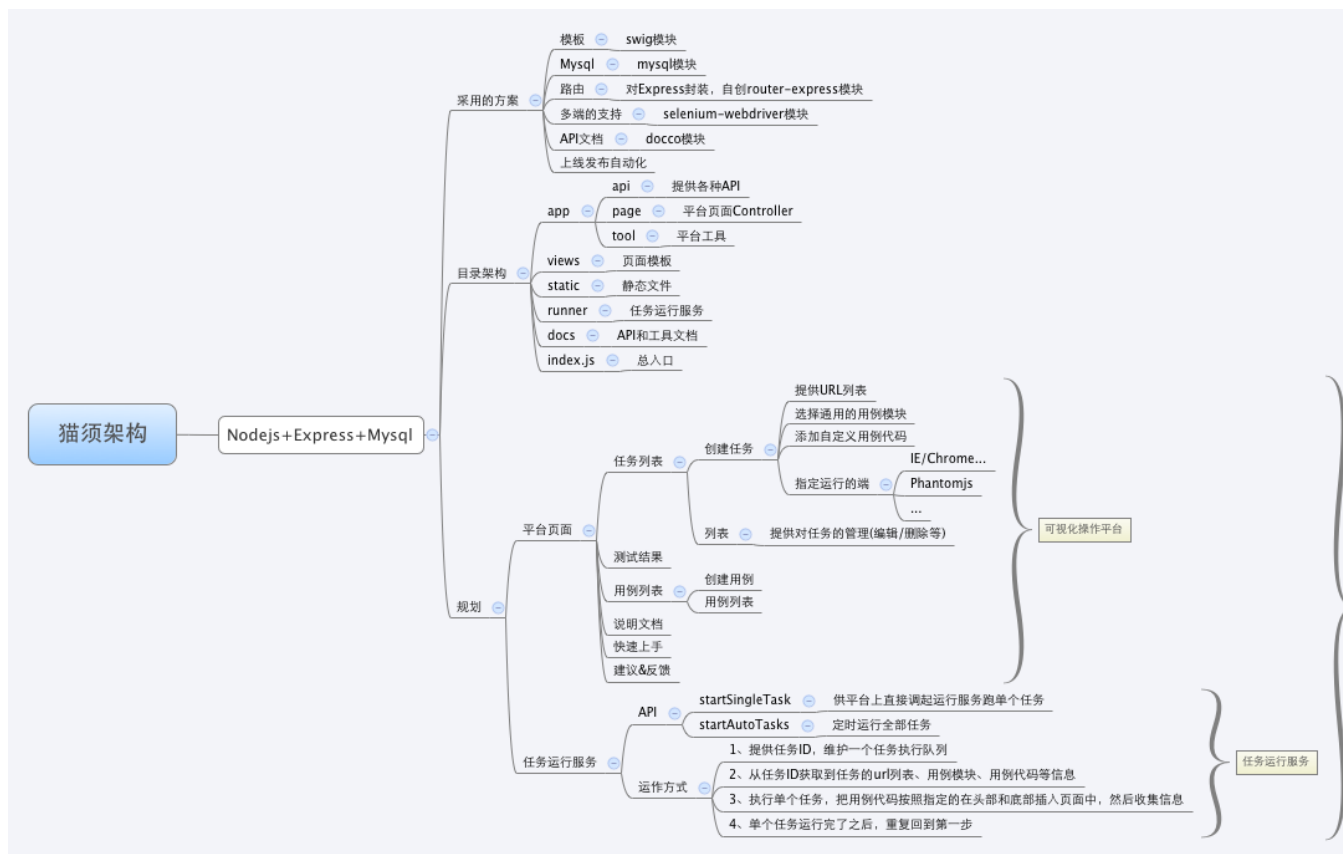 猫须架构
Nodejs+Express+Mysql
采用的方案
模板
swig模块
Mysql
mysql模块
路由
对Express封装，自创router-express模块
多端的支持
selenium-webdriver模块
API文档
docco模块
上线发布自动化
目录架构
app
api
提供各种API
page
平台页面Controller
tool
平台工具
views
页面模板
static
静态文件
runner
任务运行服务
docs
API和工具文档
index.js
总入口
规划
平台页面
任务列表
创建任务
提供URL列表
选择通用的用例模块
添加自定义用例代码
指定运行的端
IE/Chrome...
Phantomjs
...
列表
提供对任务的管理(编辑/删除等)
测试结果
用例列表
创建用例
用例列表
说明文档
快速上手
建议&反馈
可视化操作平台
任务运行服务
API
startSingleTask
供平台上直接调起运行服务跑单个任务
startAutoTasks
定时运行全部任务
运作方式
1、提供任务ID，维护一个任务执行队列
2、从任务ID获取到任务的url列表、用例模块、用例代码等信息
3、执行单个任务，把用例代码按照指定的在头部和底部插入页面中，然后收集信息
4、单个任务运行完了之后，重复回到第一步
任务运行服务